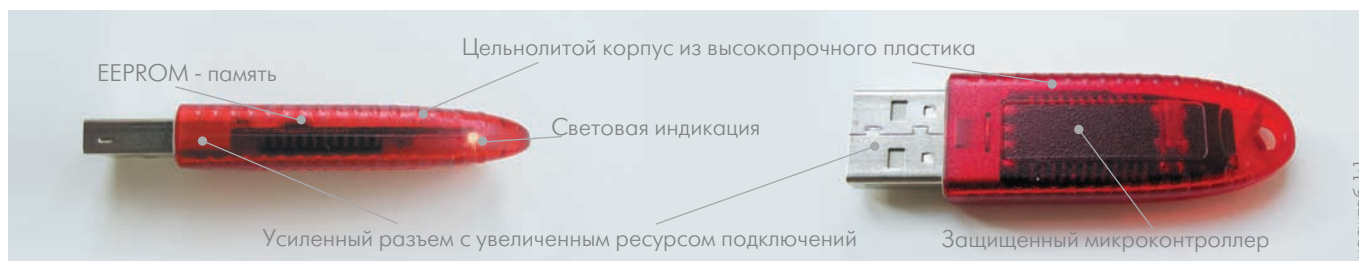 Цельнолитой корпус из высокопрочного пластика
EEPROM - память
Световая индикация
Усиленный разъем с увеличенным ресурсом подключений
Защищенный микроконтроллер